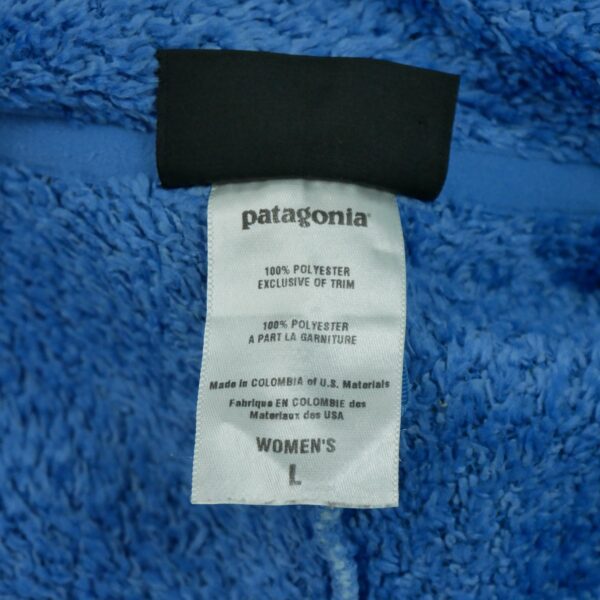 patagonia®
100% POLYESTER
EXCLUSIVE OF TRIM
100% POLYESTER
A PART LA GARNITURE
Made in COLOMBIA of U.S. Materials
Fabrique EN COLOMBIE des
Materiaux des USA
WOMEN'S
L